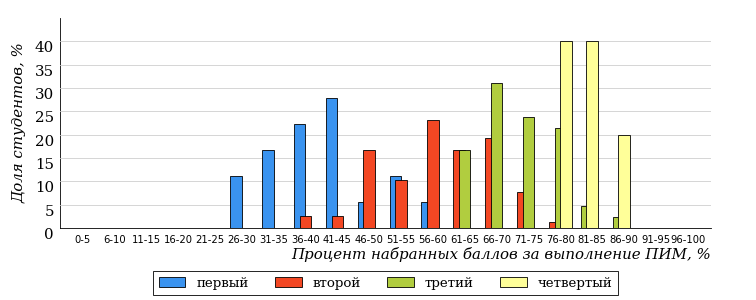 Доля студентов, %
40
35
30
25
20
15
10
5
0
0-5 6-10 11-15 16-20 21-25 26-30 31-35 36-40 41-45 46-50 51-55 56-60 61-65 66-70 71-75 76-80 81-85 86-90 91-95 96-100
Процент набранных баллов за выполнение ПИМ, %
первый второй третий четвертый